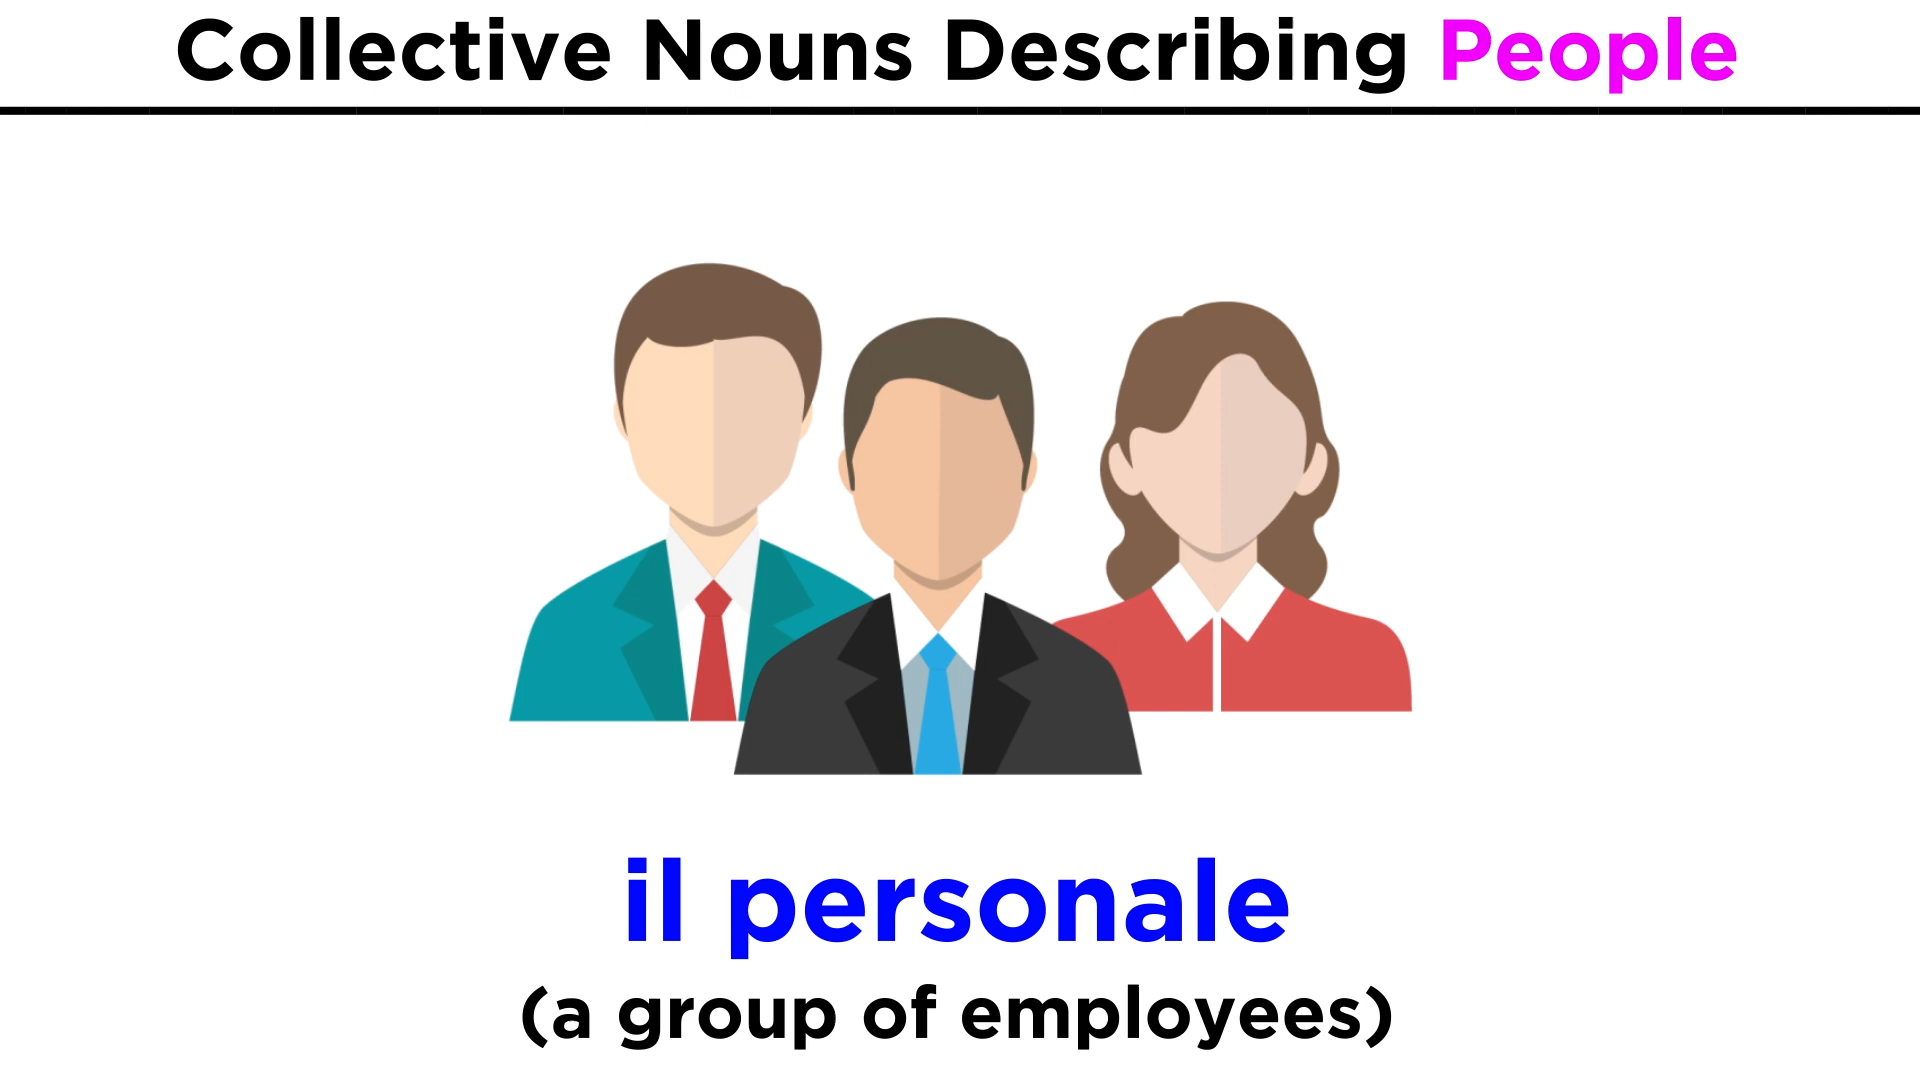 Collective Nouns Describing People
il personale
(a group of employees)